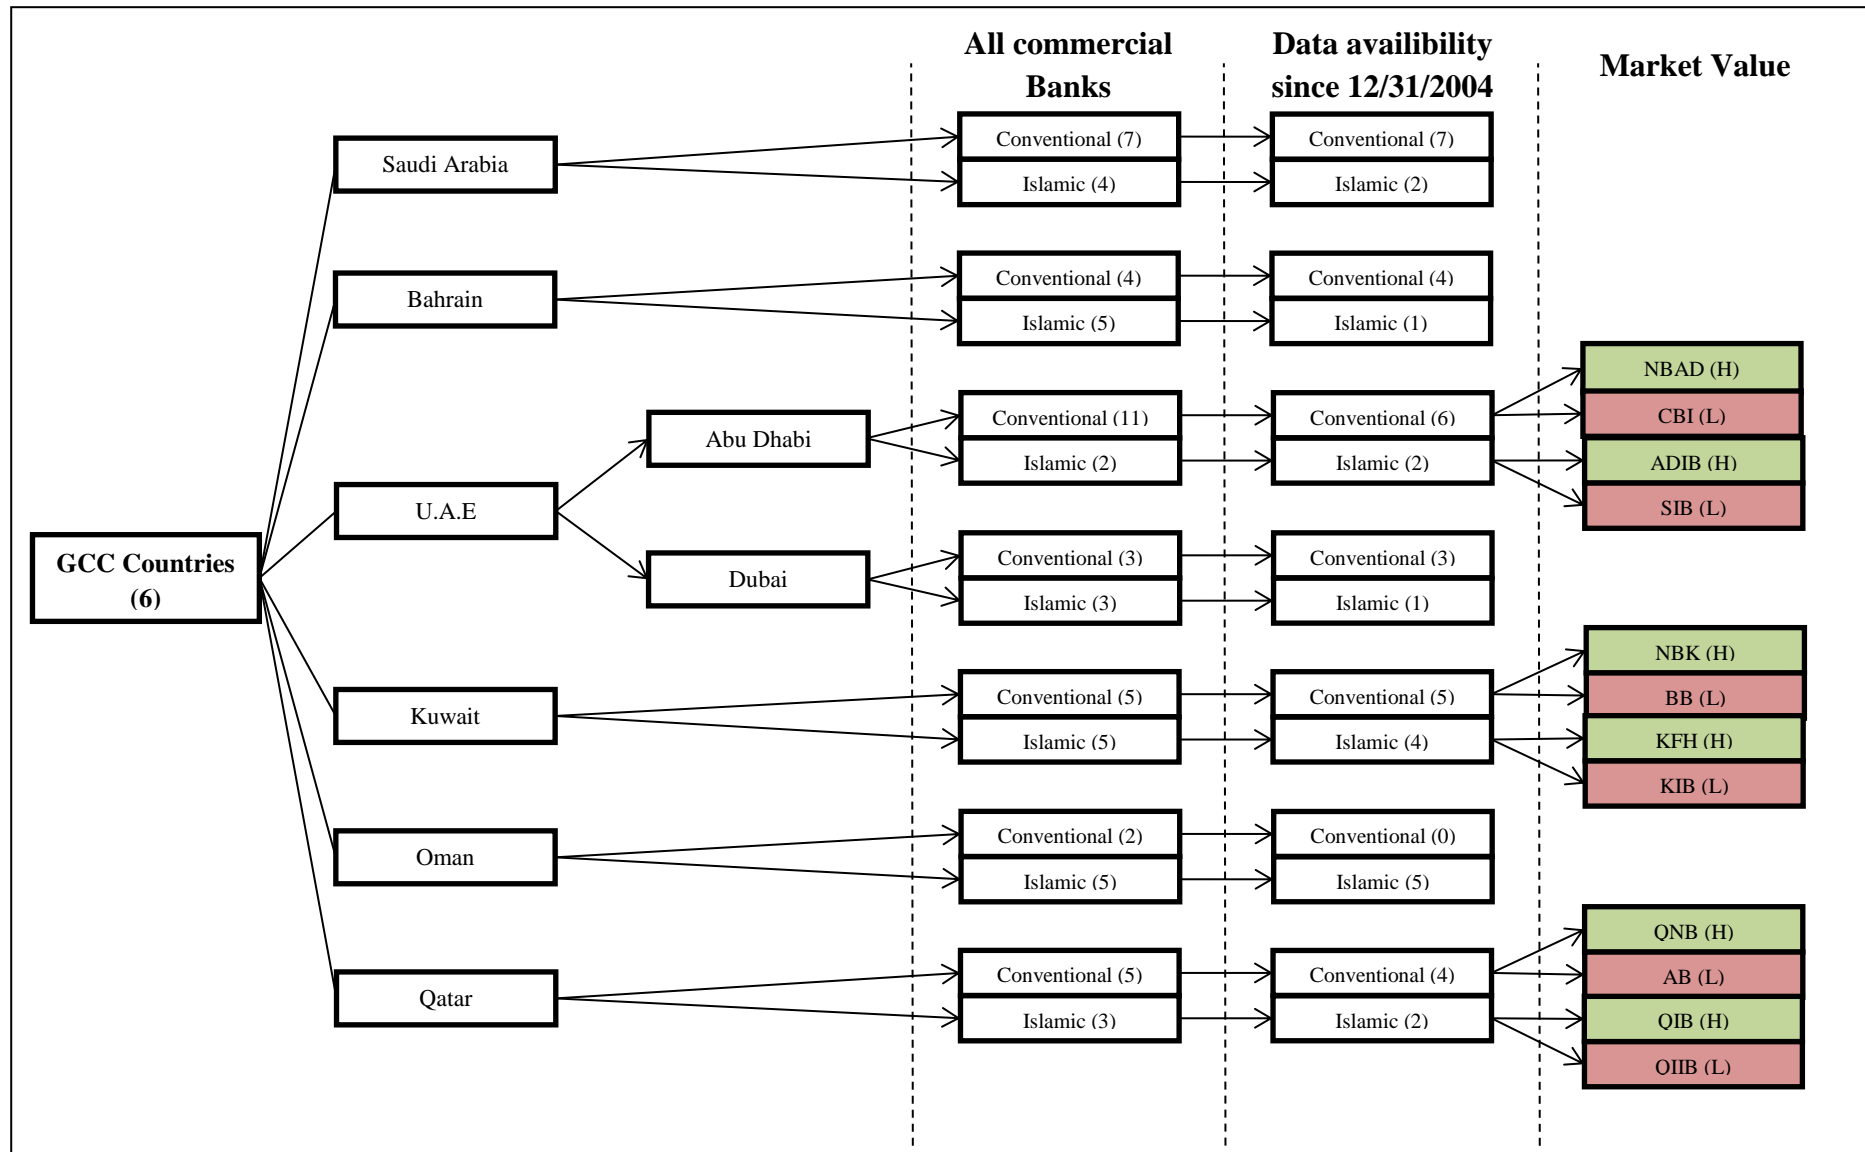 All commercial
Banks
Data availibility
since 12/31/2004
Market Value
GCC Countries
(6)
Saudi Arabia
Conventional (7)
Islamic (4)
Conventional (7)
Islamic (2)
Bahrain
Conventional (4)
Islamic (5)
Conventional (4)
Islamic (1)
U.A.E
Abu Dhabi
Conventional (11)
Islamic (2)
Conventional (6)
Islamic (2)
NBAD (H)
CBI (L)
ADIB (H)
SIB (L)
Dubai
Conventional (3)
Islamic (3)
Conventional (3)
Islamic (1)
Kuwait
Conventional (5)
Islamic (5)
Conventional (5)
Islamic (4)
NBK (H)
BB (L)
KFH (H)
KIB (L)
Oman
Conventional (2)
Islamic (5)
Conventional (0)
Islamic (5)
Qatar
Conventional (5)
Islamic (3)
Conventional (4)
Islamic (2)
QNB (H)
AB (L)
QIB (H)
QIIB (L)